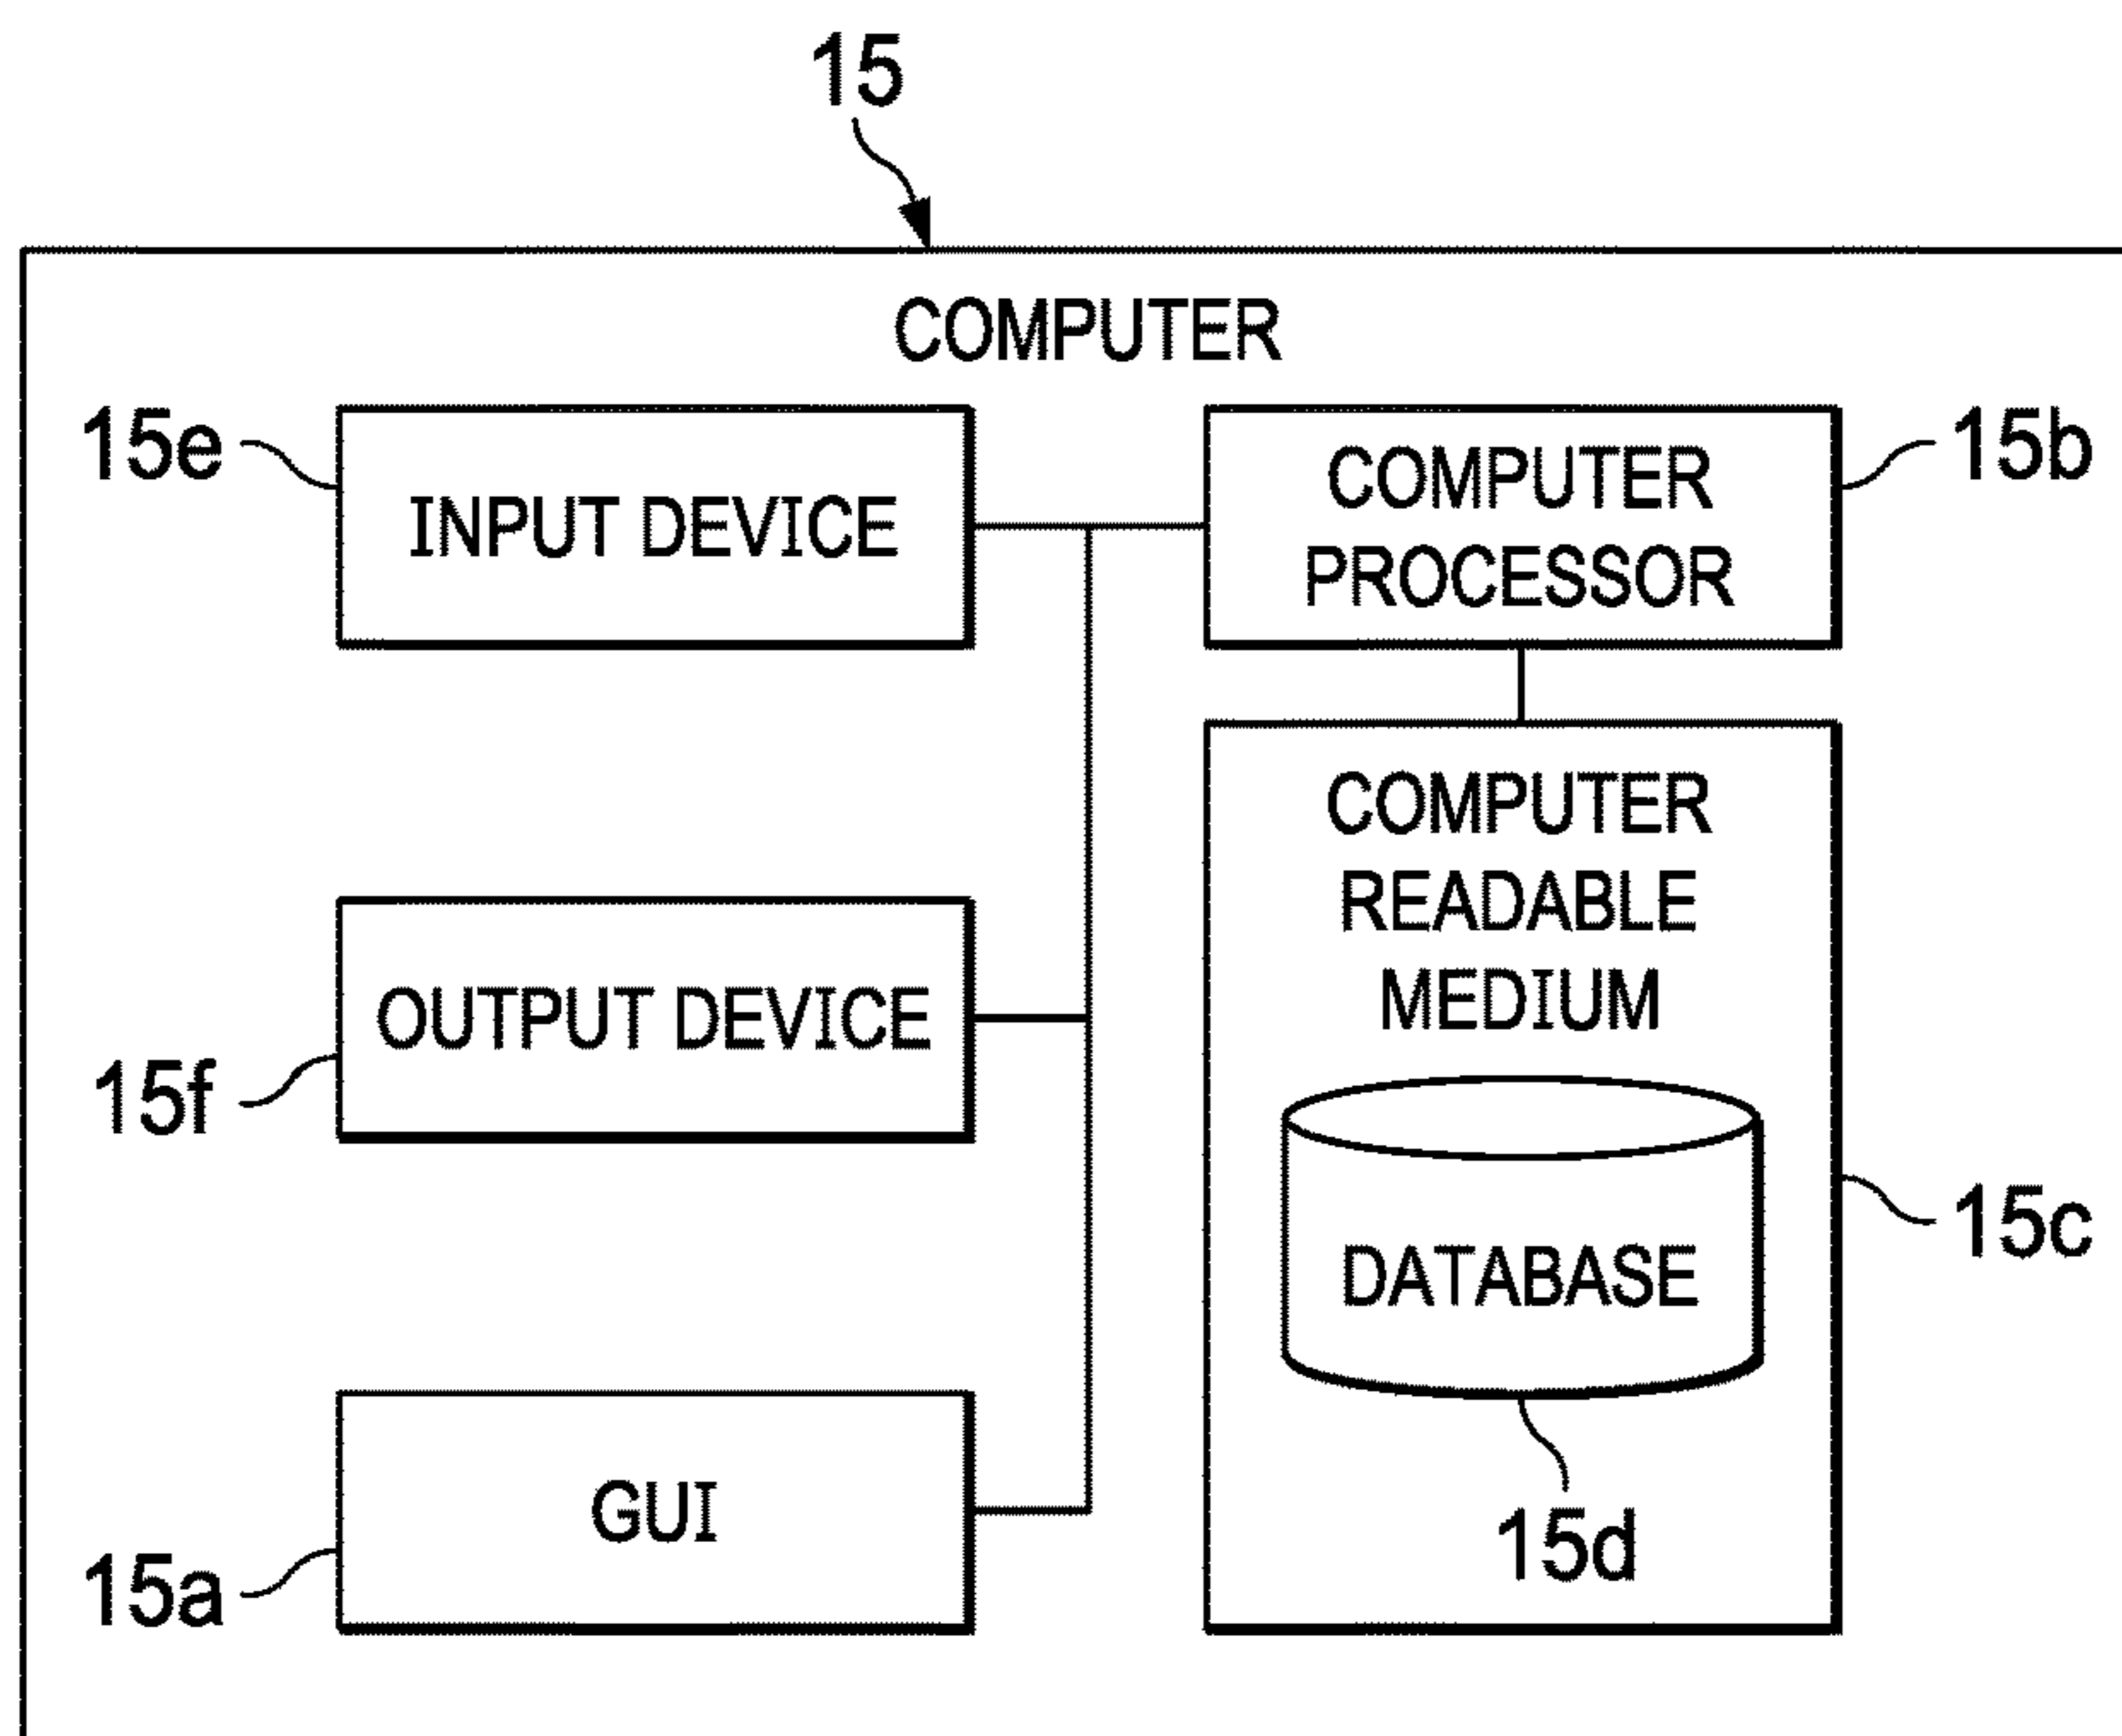 15
COMPUTER
15e
INPUT DEVICE
COMPUTER
PROCESSOR
15b
COMPUTER
READABLE
MEDIUM
OUTPUT DEVICE
15f
DATABASE
15c
GUI
15a
15d